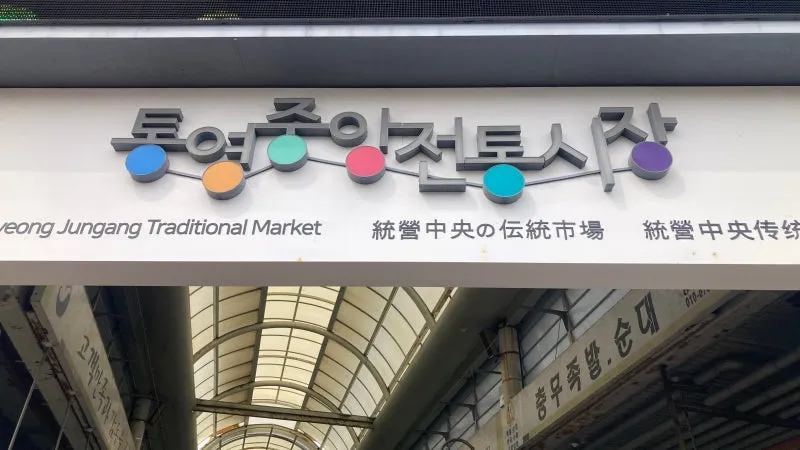 통영중앙전통시장
yeong Jungang Traditional Market 統營中央の伝統市場 統營中央传统
충무족발.순대